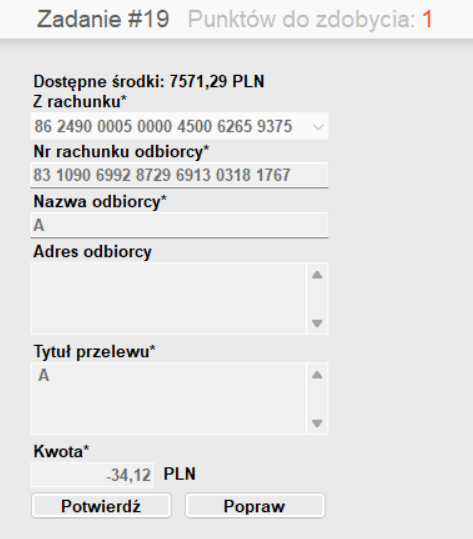 Zadanie #19 Punktów do zdobycia: 1
Dostępne środki: 7571,29 PLN
Z rachunku*
86 2490 0005 0000 4500 6265 9375
Nr rachunku odbiorcy*
83 1090 6992 8729 6913 0318 1767
Nazwa odbiorcy*
A
Adres odbiorcy
Tytuł przelewu*
A
Kwota*
-34,12 PLN
Potwierdź Popraw